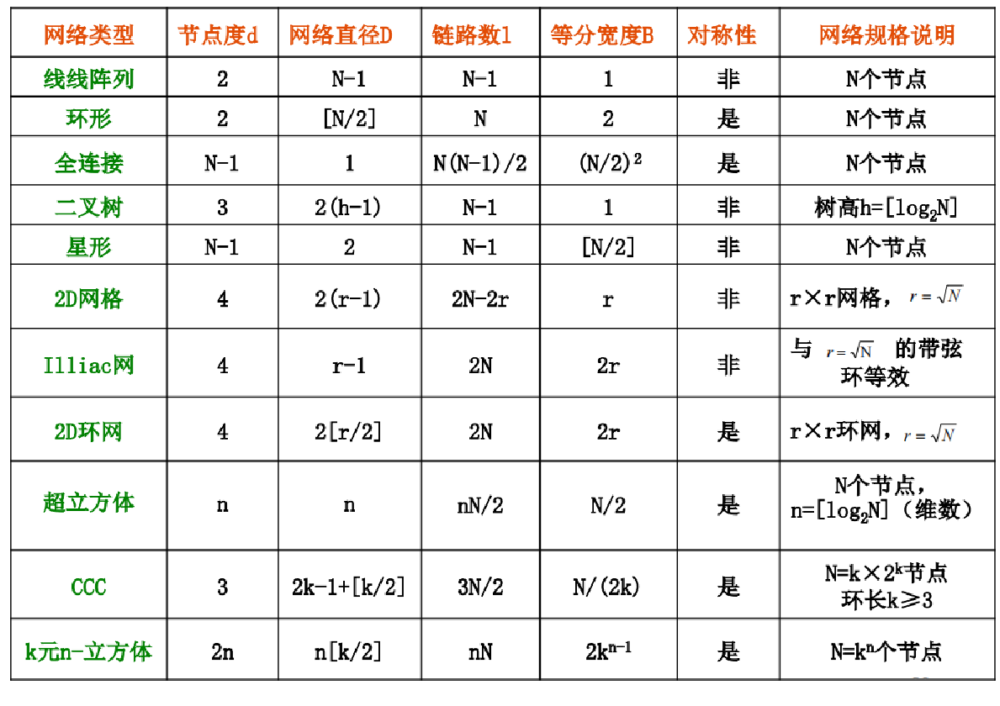 网络类型 节点度d 网络直径D 链路数l 等分宽度B 对称性 网络规格说明
线线阵列 2 N-1 N-1 1 非 N个节点
环形 2 [N/2] N 2 是 N个节点
全连接 N-1 1 N(N-1)/2 (N/2)² 是 N个节点
二叉树 3 2(h-1) N-1 1 非 树高h=[log₂N]
星形 N-1 2 N-1 [N/2] 非 N个节点
2D网格 4 2(r-1) 2N-2r r 非 r×r网格, r=√N
Illiac网 4 r-1 2N 2r 非 与 r=√N 的带弦
环等效
2D环网 4 2[r/2] 2N 2r 是 r×r环网, r=√N
超立方体 n n nN/2 N/2 是 N个节点,
n=[log₂N](维数)
CCC 3 2k-1+[k/2] 3N/2 N/(2k) 是 N=k×2ᵏ节点
环长k≥3
k元n-立方体 2n n[k/2] nN 2kⁿ⁻¹ 是 N=kⁿ个节点